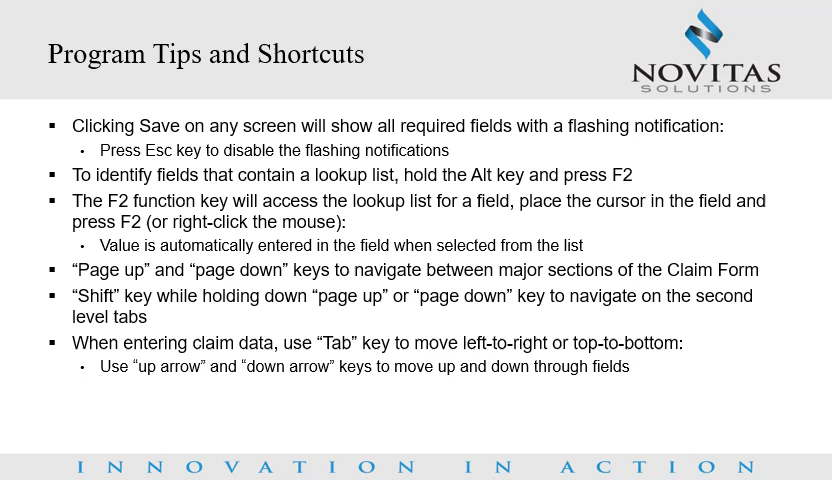 Program Tips and Shortcuts
NOVITAS
SOLUTIONS
▪ Clicking Save on any screen will show all required fields with a flashing notification:
• Press Esc key to disable the flashing notifications
▪ To identify fields that contain a lookup list, hold the Alt key and press F2
▪ The F2 function key will access the lookup list for a field, place the cursor in the field and
press F2 (or right-click the mouse):
• Value is automatically entered in the field when selected from the list
▪ “Page up” and “page down” keys to navigate between major sections of the Claim Form
▪ “Shift” key while holding down “page up” or “page down” key to navigate on the second
level tabs
▪ When entering claim data, use “Tab” key to move left-to-right or top-to-bottom:
• Use “up arrow” and “down arrow” keys to move up and down through fields
INNOVATION IN ACTION